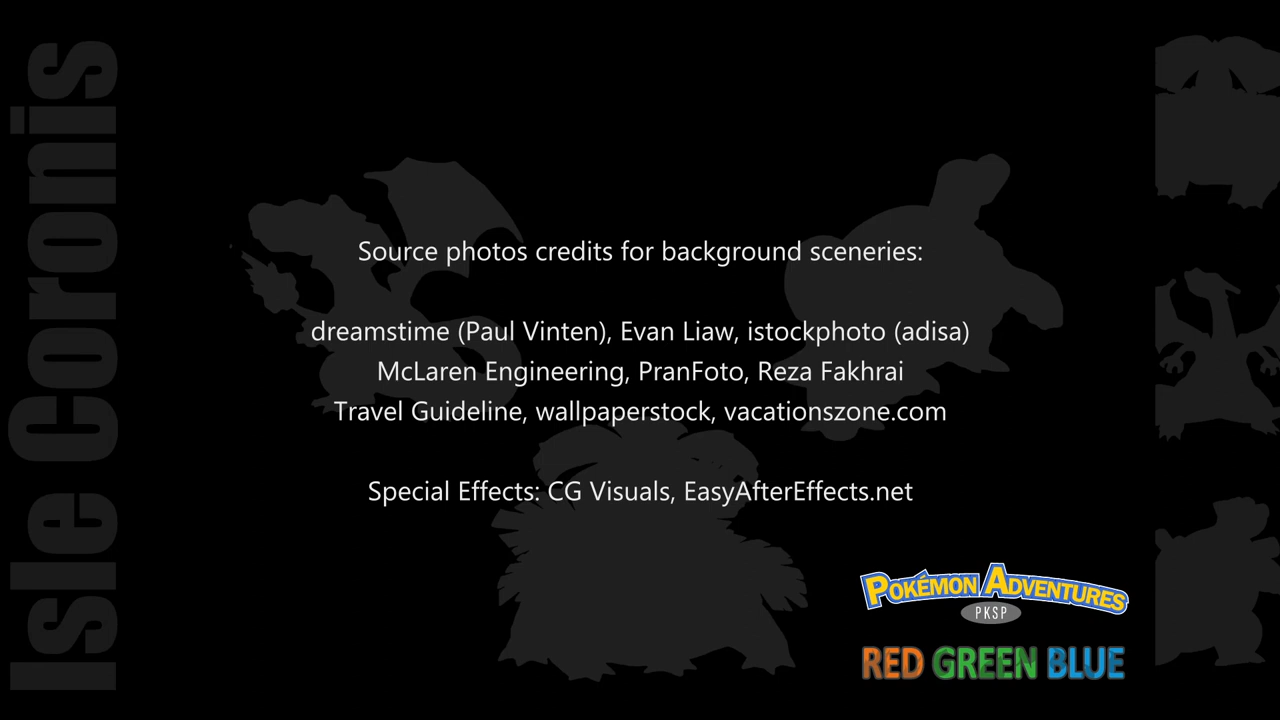 Isle Coronis
Source photos credits for background sceneries:
dreamstime (Paul Vinten), Evan Liaw, istockphoto (adisa)
McLaren Engineering, PranFoto, Reza Fakhrai
Travel Guideline, wallpaperstock, vacationszone.com
Special Effects: CG Visuals, EasyAfterEffects.net
POKÉMON ADVENTURES
PKSP
RED GREEN BLUE